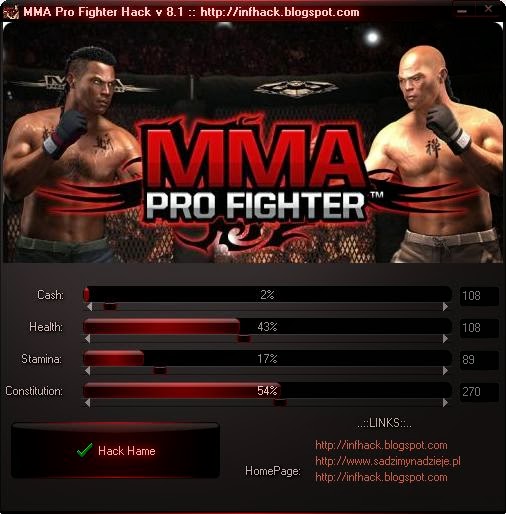 MMA Pro Fighter Hack v 8.1 :: http://infhack.blogspot.com
MMA
PRO FIGHTER™
Cash: 2% 108
Health: 43% 108
Stamina: 17% 89
Constitution: 54% 270
..::LINKS::..
Hack Hame
HomePage:
http://infhack.blogspot.com
http://www.sadzimynadzieje.pl
http://infhack.blogspot.com